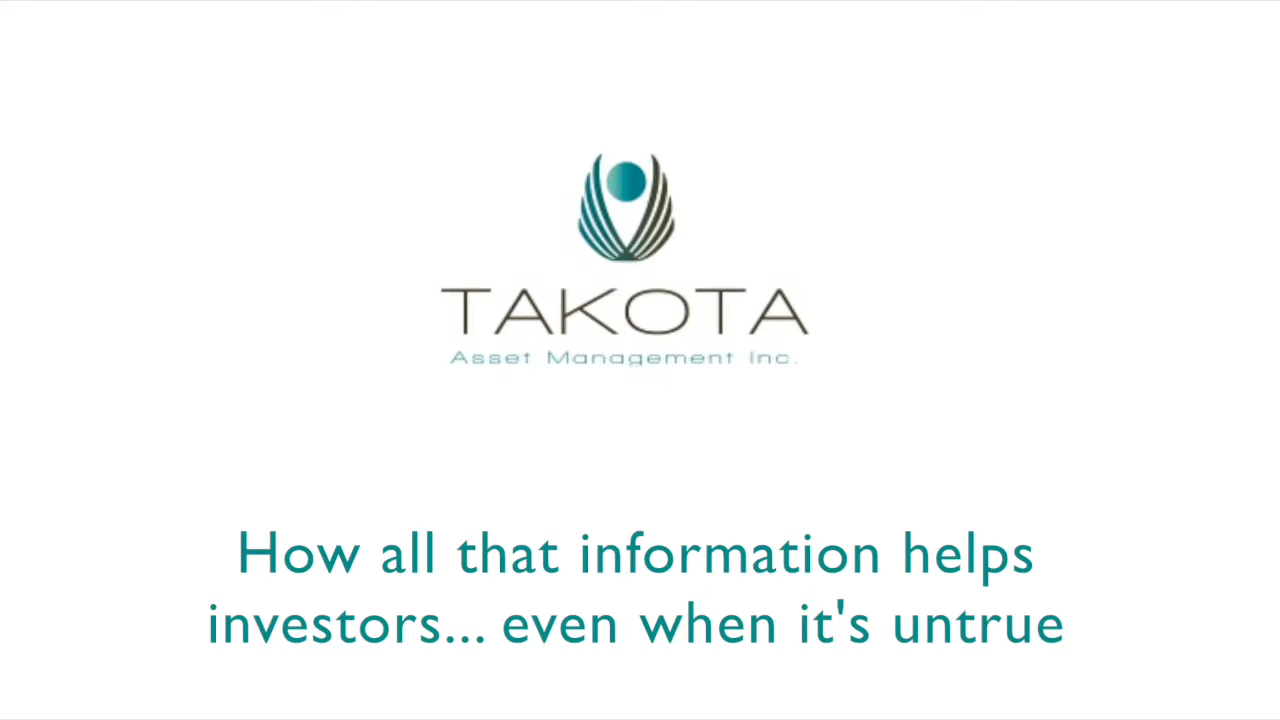 TAKOTA
Asset Management Inc.
How all that information helps
investors... even when it's untrue